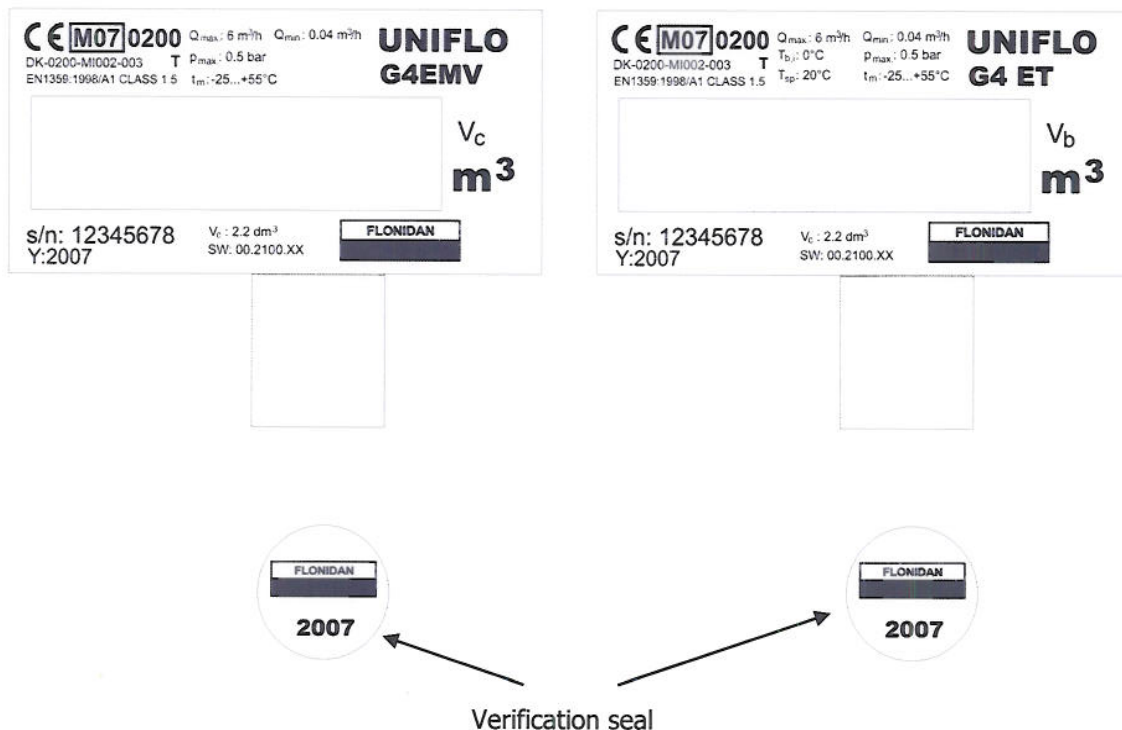 CE M07 0200 Qmax: 6 m³/h Qmin: 0.04 m³/h UNIFLO
DK-0200-MI002-003 T pmax: 0.5 bar
EN1359:1998/A1 CLASS 1.5 tm:-25...+55°C G4EMV
Vc
m³
s/n: 12345678 Vc : 2.2 dm³ FLONIDAN
Y:2007 SW: 00.2100.XX
CE M07 0200 Qmax: 6 m³/h Qmin: 0.04 m³/h UNIFLO
DK-0200-MI002-003 T Tb,i: 0°C pmax: 0.5 bar
EN1359:1998/A1 CLASS 1.5 Tsp: 20°C tm:-25...+55°C G4 ET
Vb
m³
s/n: 12345678 Vc : 2.2 dm³ FLONIDAN
Y:2007 SW: 00.2100.XX
FLONIDAN
2007
FLONIDAN
2007
Verification seal